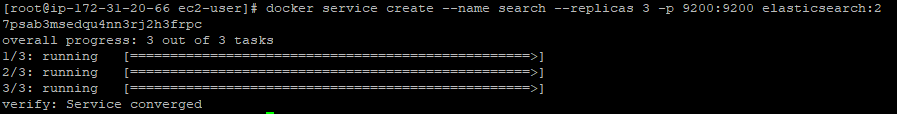 [root@ip-172-31-20-66 ec2-user]# docker service create --name search --replicas 3 -p 9200:9200 elasticsearch:2
7psab3msedqu4nn3rj2h3frpc
overall progress: 3 out of 3 tasks
1/3: running   [==================================================>]
2/3: running   [==================================================>]
3/3: running   [==================================================>]
verify: Service converged